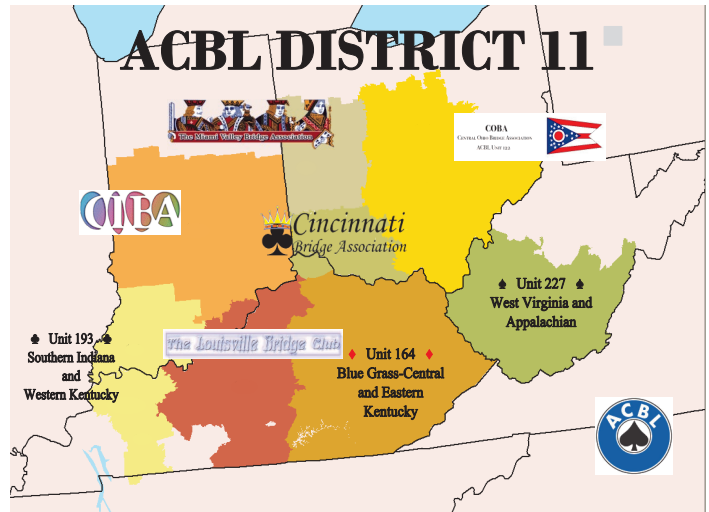 ACBL DISTRICT 11
The Miami Valley Bridge Association
COBA
CENTRAL OHIO BRIDGE ASSOCIATION
ACBL UNIT 122
CIBA
Cincinnati
Bridge Association
♠ Unit 227 ♠
West Virginia and
Appalachian
♠ Unit 193 ♠
Southern Indiana
and
Western Kentucky
The Louisville Bridge Club
♦ Unit 164 ♦
Blue Grass-Central
and Eastern
Kentucky
ACBL